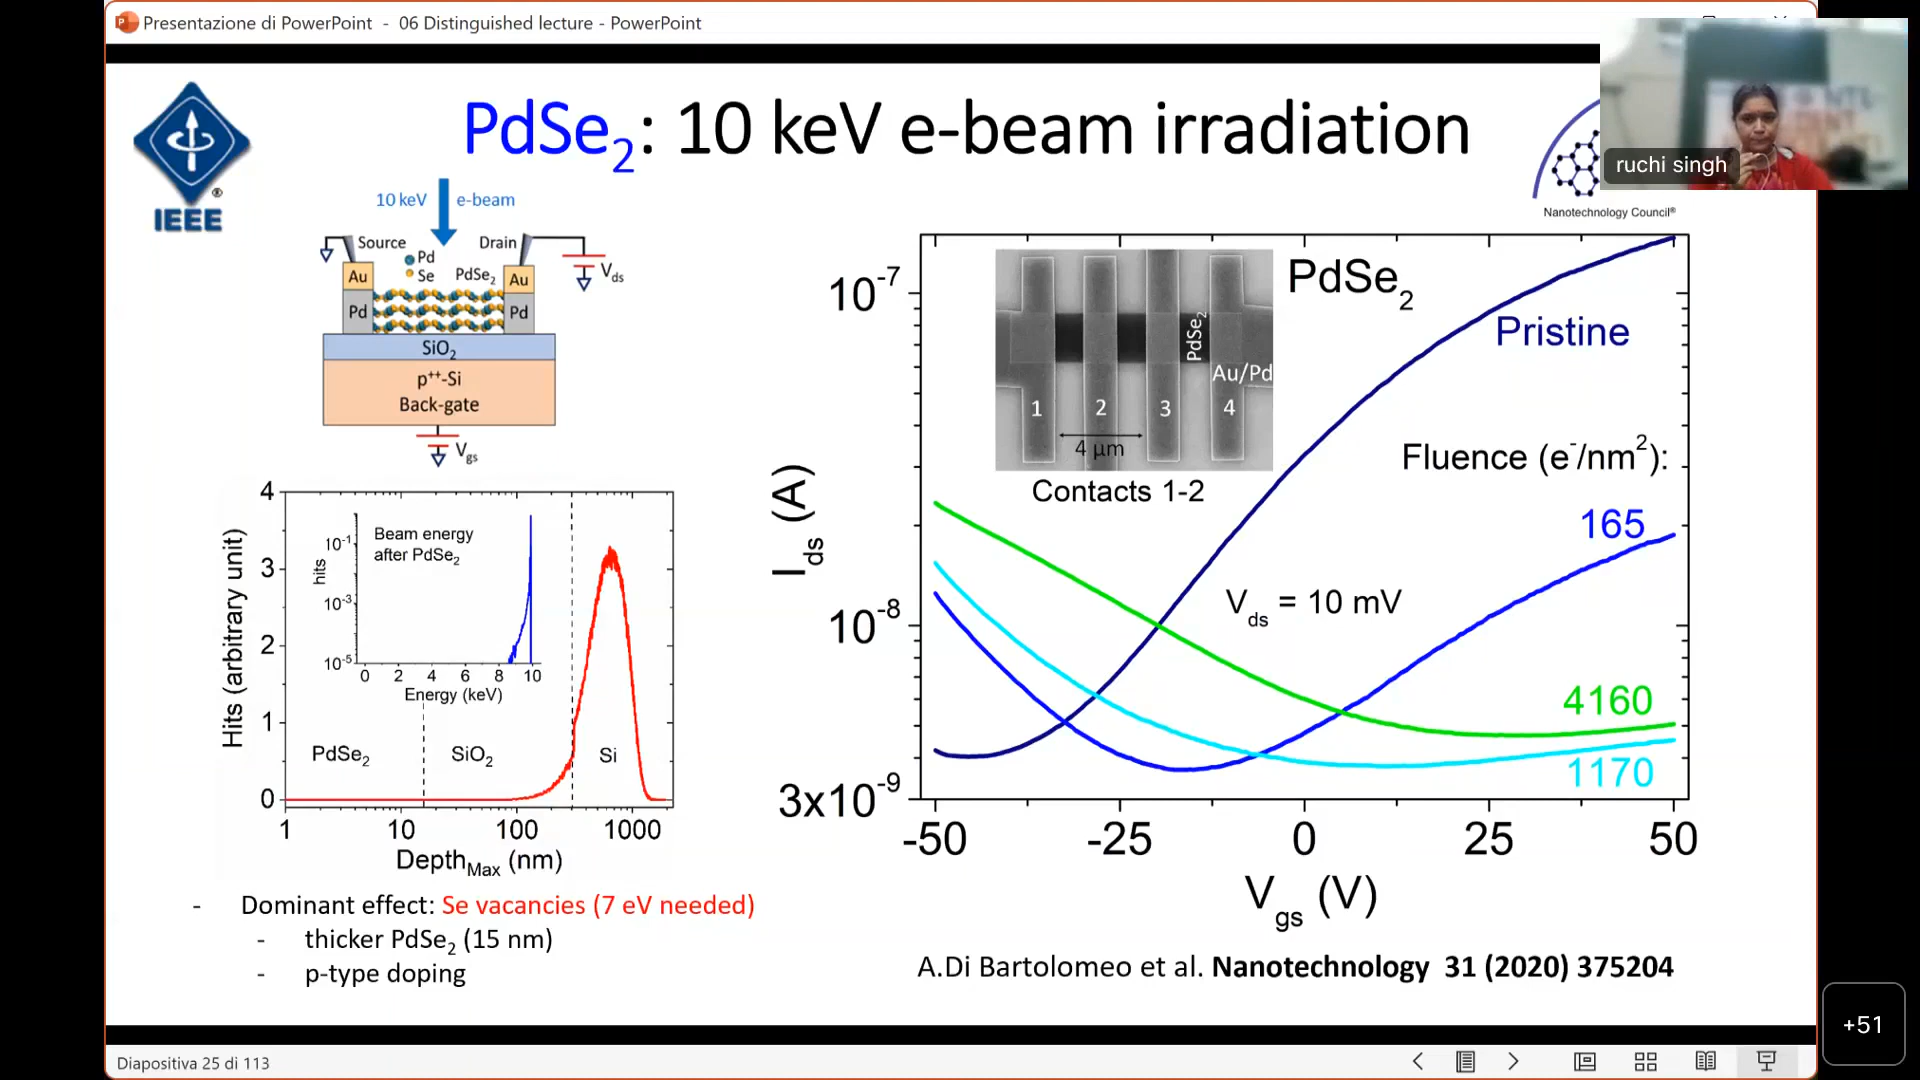 Presentazione di PowerPoint - 06 Distinguished lecture - PowerPoint
IEEE®
PdSe2: 10 keV e-beam irradiation
ruchi singh
Nanotechnology Council®
10 keV e-beam
Source Drain
Pd
Se
PdSe2
Au Au
Pd Pd
Vds
SiO2
p++-Si
Back-gate
Vgs
Hits (arbitrary unit)
4
3
2
1
0
Beam energy
after PdSe2
hits
10-1
10-3
10-5
0 2 4 6 8 10
Energy (keV)
PdSe2 SiO2 Si
1 10 100 1000
DepthMax (nm)
- Dominant effect: Se vacancies (7 eV needed)
- thicker PdSe2 (15 nm)
- p-type doping
Ids (A)
10-7
10-8
3x10-9
PdSe2
Au/Pd
1 2 3 4
4 µm
Contacts 1-2
PdSe2
Pristine
Fluence (e-/nm2):
165
Vds = 10 mV
4160
1170
-50 -25 0 25 50
Vgs (V)
A.Di Bartolomeo et al. Nanotechnology 31 (2020) 375204
+51
Diapositiva 25 di 113